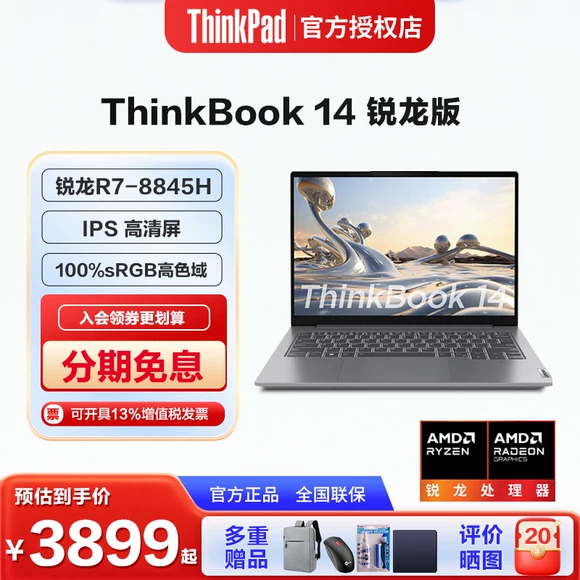 ThinkPad 官方授权店
ThinkBook 14 锐龙版
锐龙R7-8845H
IPS 高清屏
100%sRGB高色域
入会领券更划算
分期免息
票 可开具13%增值税发票
ThinkBook 14
AMD
RYZEN
AMD
RADEON
GRAPHICS
锐龙处理器
预估到手价
¥3899起
官方正品 全国联保
多重
赠品
评价
晒图
20